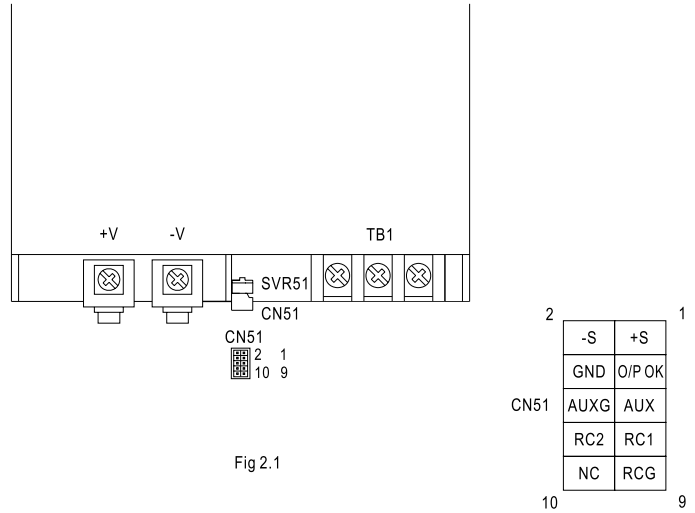 +V -V TB1
SVR51
CN51
CN51
2 1
10 9
Fig 2.1
2 1
-S +S
GND O/P OK
CN51 AUXG AUX
RC2 RC1
NC RCG
10 9